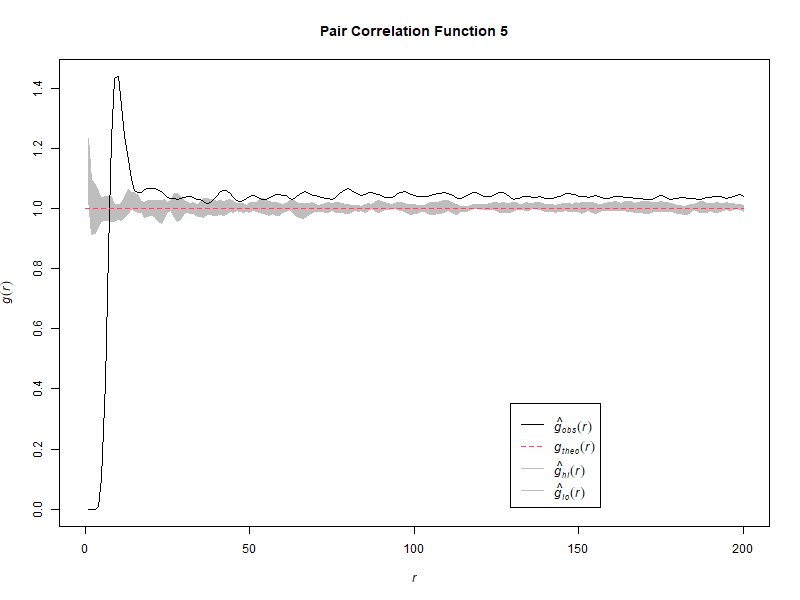 Pair Correlation Function 5
1.4
1.2
1.0
0.8
0.6
0.4
0.2
0.0
g(r)
0 50 100 150 200
r
ĝobs(r)
gtheo(r)
ĝhi(r)
ĝlo(r)